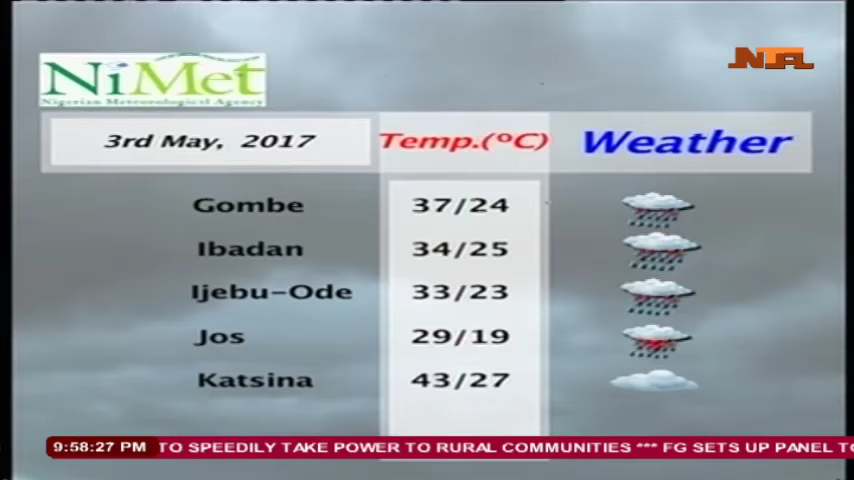 NiMet
Nigerian Meteorological Agency
NTA
3rd May, 2017 Temp.(ºC) Weather
Gombe 37/24
Ibadan 34/25
Ijebu-Ode 33/23
Jos 29/19
Katsina 43/27
9:58:27 PM TO SPEEDILY TAKE POWER TO RURAL COMMUNITIES *** FG SETS UP PANEL TO